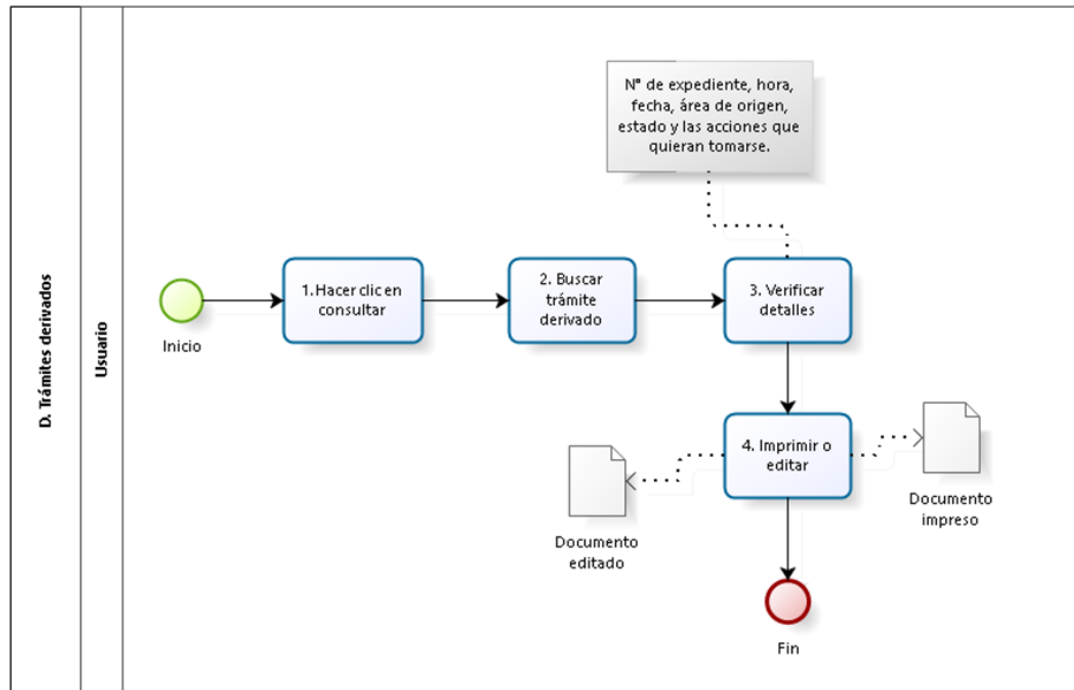 D. Trámites derivados
Usuario
N° de expediente, hora,
fecha, área de origen,
estado y las acciones que
quieran tomarse.
Inicio
1.Hacer clic en
consultar
2. Buscar
trámite
derivado
3. Verificar
detalles
4. Imprimir o
editar
Documento
editado
Documento
impreso
Fin